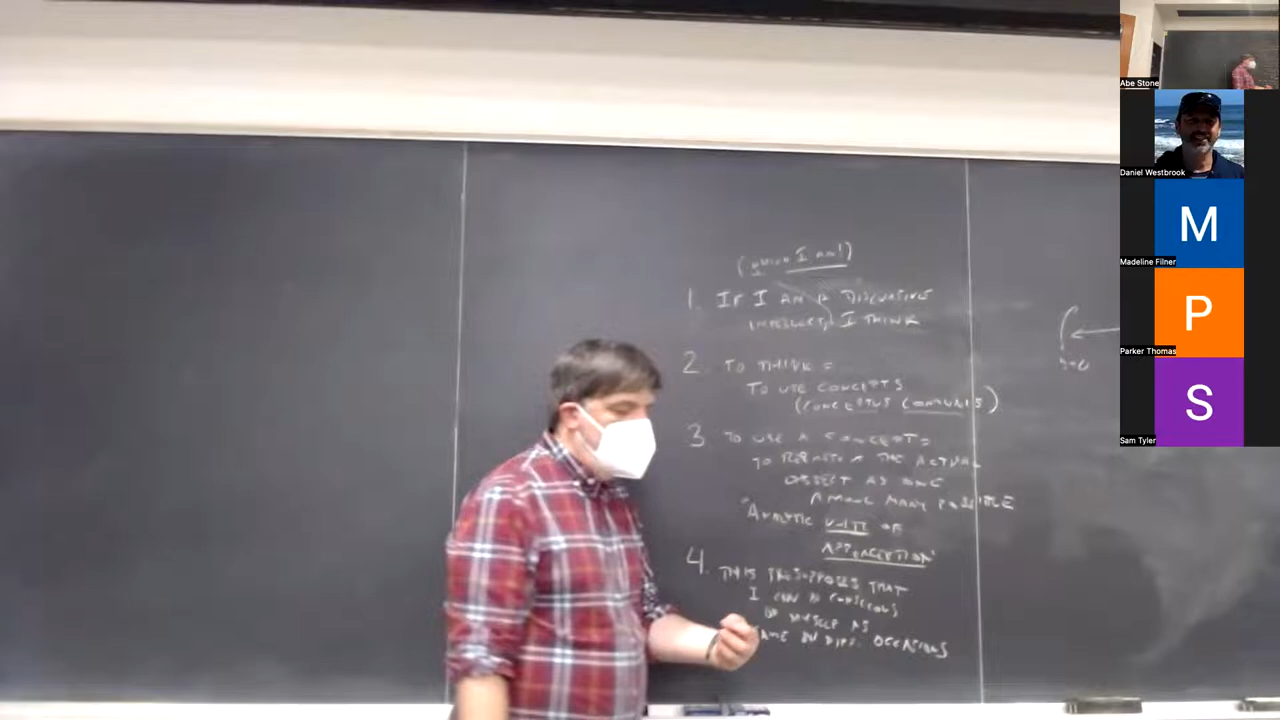 (which I am!)
1. IF I AM A DISCURSIVE
INTELLECT, I THINK
2. TO THINK =
TO USE CONCEPTS
(CONCEPTUS COMMUNIS)
3 TO USE A CONCEPT =
TO REPRESENT THE ACTUAL
OBJECT AS ONE
AMONG MANY POSSIBLE
"ANALYTIC UNITY OF
APPERCEPTION"
4. THIS PRESUPPOSES THAT
I CAN BE CONSCIOUS
OF MYSELF AS
SAME ON DIFF. OCCASIONS
Abe Stone
Daniel Westbrook
M
Madeline Filner
P
Parker Thomas
S
Sam Tyler